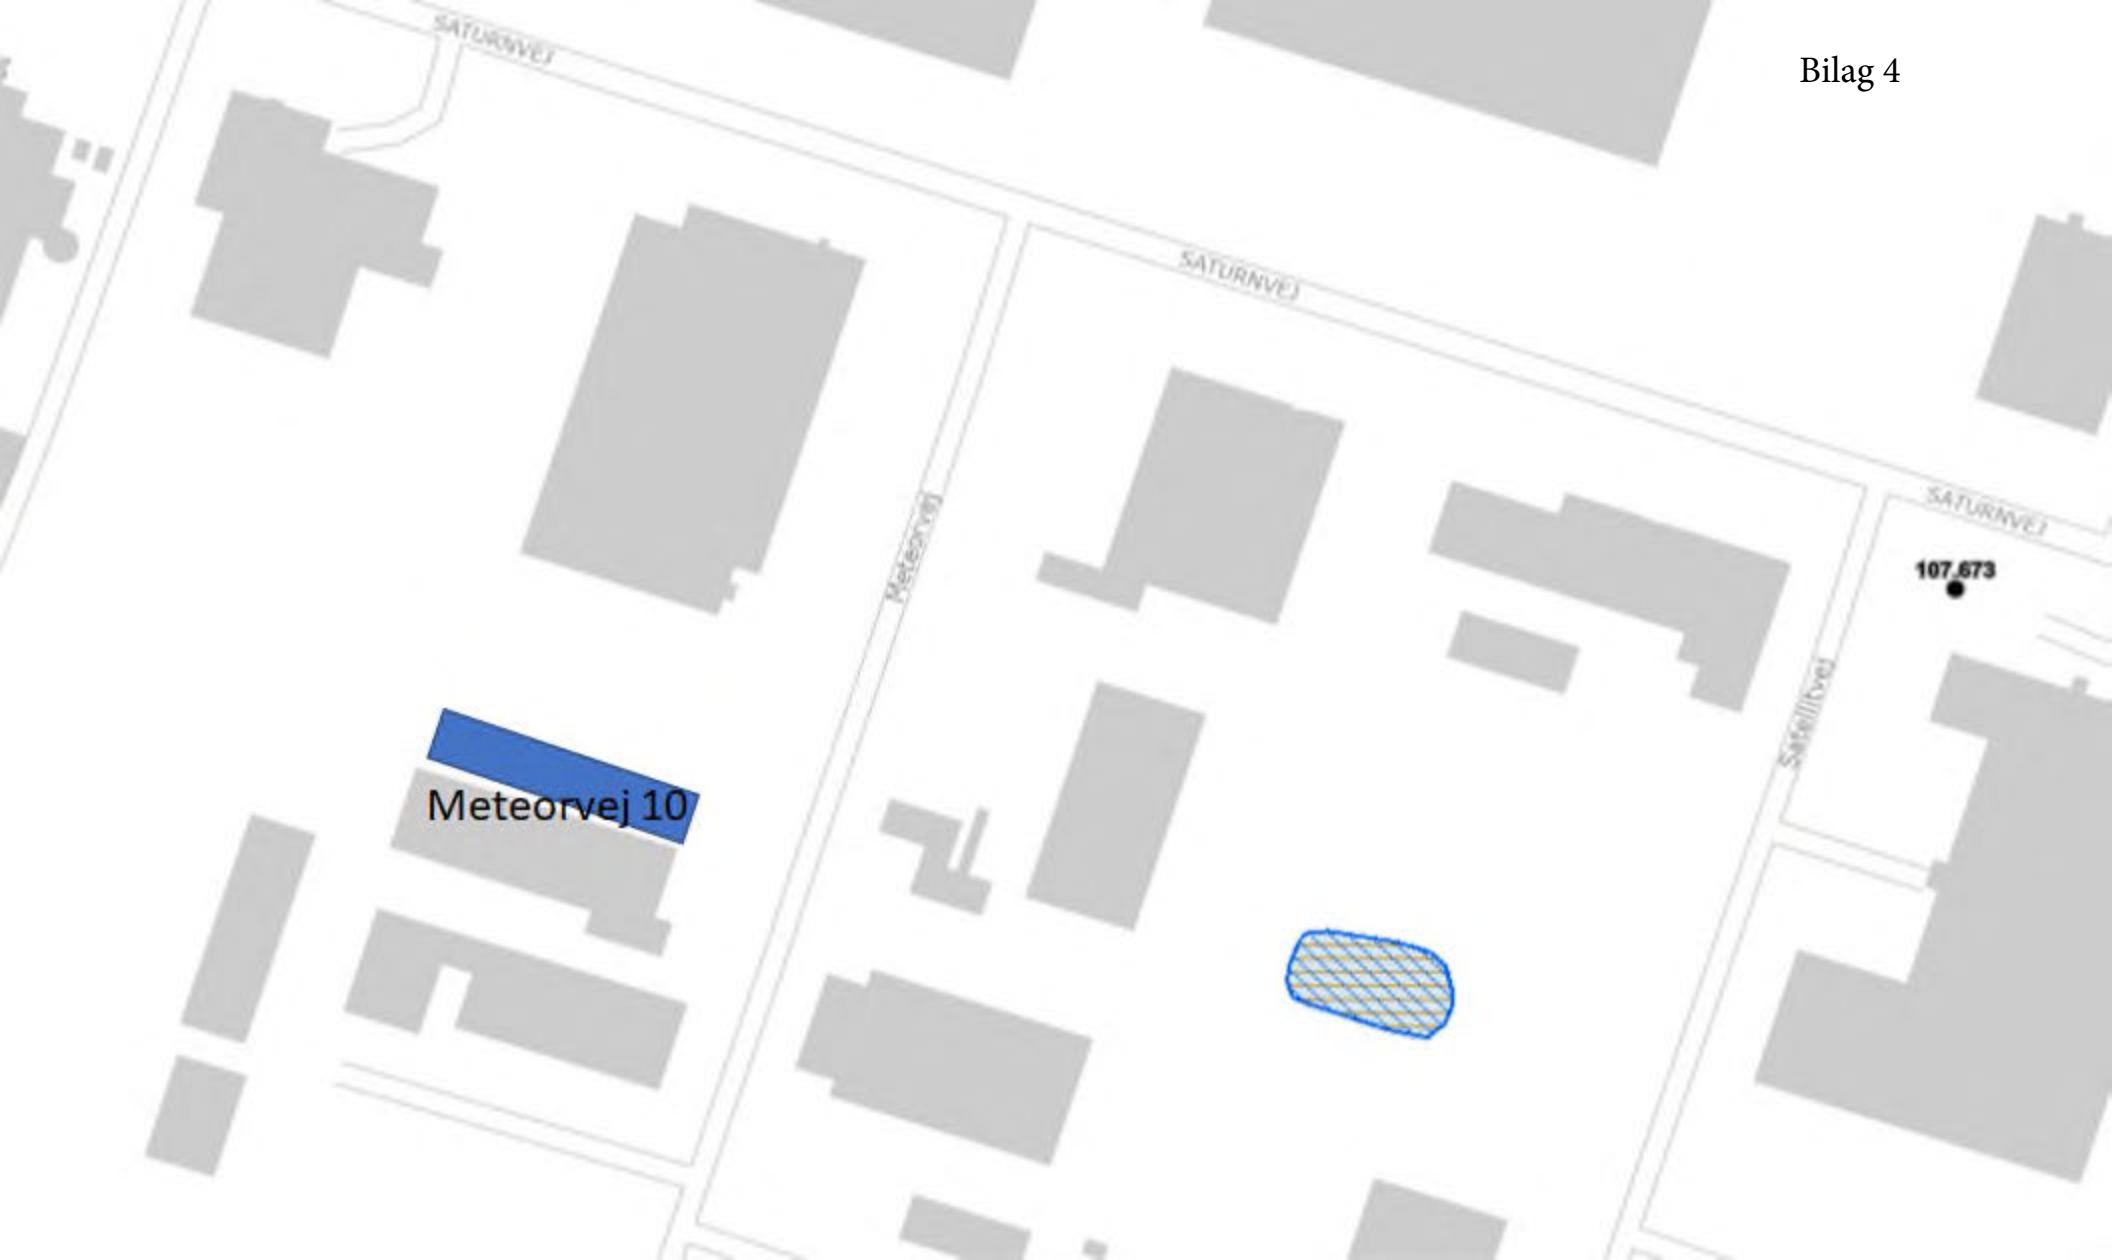 SATURNVEJ
Bilag 4
SATURNVEJ
SATURNVEJ
Meteorvej
107.673
Satellitvej
Meteorvej 10